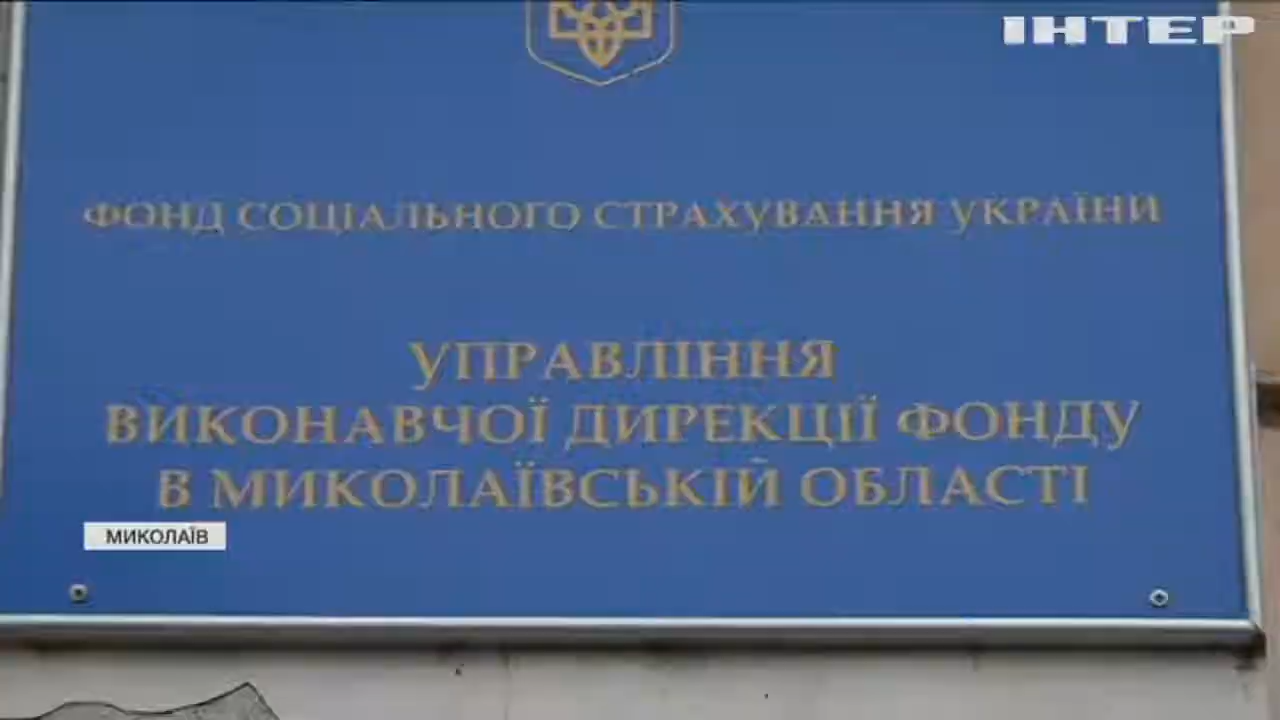 ІНТЕР
ФОНД СОЦІАЛЬНОГО СТРАХУВАННЯ УКРАЇНИ
УПРАВЛІННЯ
ВИКОНАВЧОЇ ДИРЕКЦІЇ ФОНДУ
В МИКОЛАЇВСЬКІЙ ОБЛАСТІ
МИКОЛАЇВ